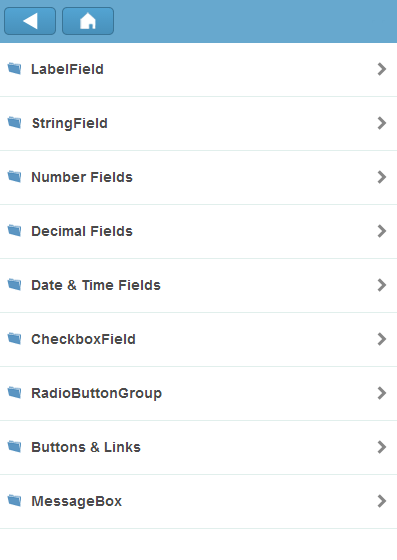 LabelField
StringField
Number Fields
Decimal Fields
Date & Time Fields
CheckboxField
RadioButtonGroup
Buttons & Links
MessageBox